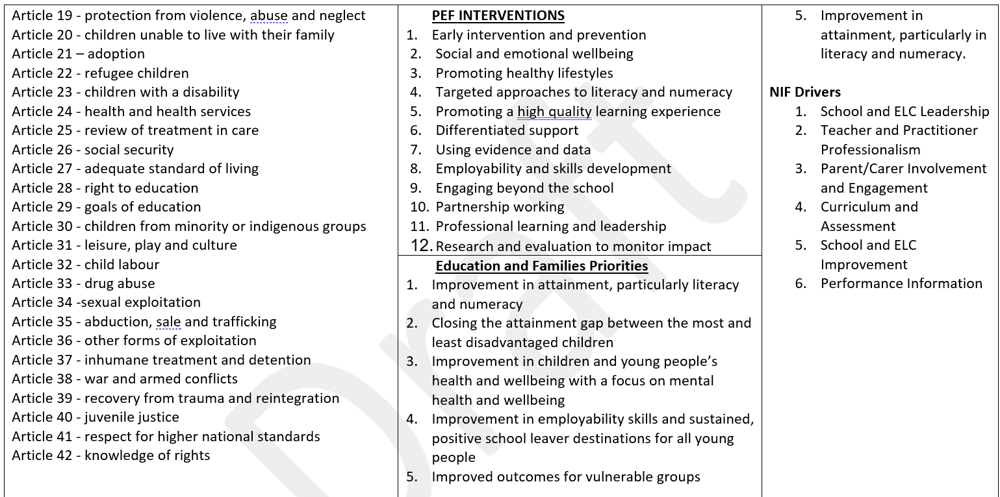 Article 19 - protection from violence, abuse and neglect
Article 20 - children unable to live with their family
Article 21 – adoption
Article 22 - refugee children
Article 23 - children with a disability
Article 24 - health and health services
Article 25 - review of treatment in care
Article 26 - social security
Article 27 - adequate standard of living
Article 28 - right to education
Article 29 - goals of education
Article 30 - children from minority or indigenous groups
Article 31 - leisure, play and culture
Article 32 - child labour
Article 33 - drug abuse
Article 34 -sexual exploitation
Article 35 - abduction, sale and trafficking
Article 36 - other forms of exploitation
Article 37 - inhumane treatment and detention
Article 38 - war and armed conflicts
Article 39 - recovery from trauma and reintegration
Article 40 - juvenile justice
Article 41 - respect for higher national standards
Article 42 - knowledge of rights
PEF INTERVENTIONS
1. Early intervention and prevention
2. Social and emotional wellbeing
3. Promoting healthy lifestyles
4. Targeted approaches to literacy and numeracy
5. Promoting a high quality learning experience
6. Differentiated support
7. Using evidence and data
8. Employability and skills development
9. Engaging beyond the school
10. Partnership working
11. Professional learning and leadership
12. Research and evaluation to monitor impact
Education and Families Priorities
1. Improvement in attainment, particularly literacy
and numeracy
2. Closing the attainment gap between the most and
least disadvantaged children
3. Improvement in children and young people’s
health and wellbeing with a focus on mental
health and wellbeing
4. Improvement in employability skills and sustained,
positive school leaver destinations for all young
people
5. Improved outcomes for vulnerable groups
5. Improvement in
attainment, particularly in
literacy and numeracy.
NIF Drivers
1. School and ELC Leadership
2. Teacher and Practitioner
Professionalism
3. Parent/Carer Involvement
and Engagement
4. Curriculum and
Assessment
5. School and ELC
Improvement
6. Performance Information
Draft